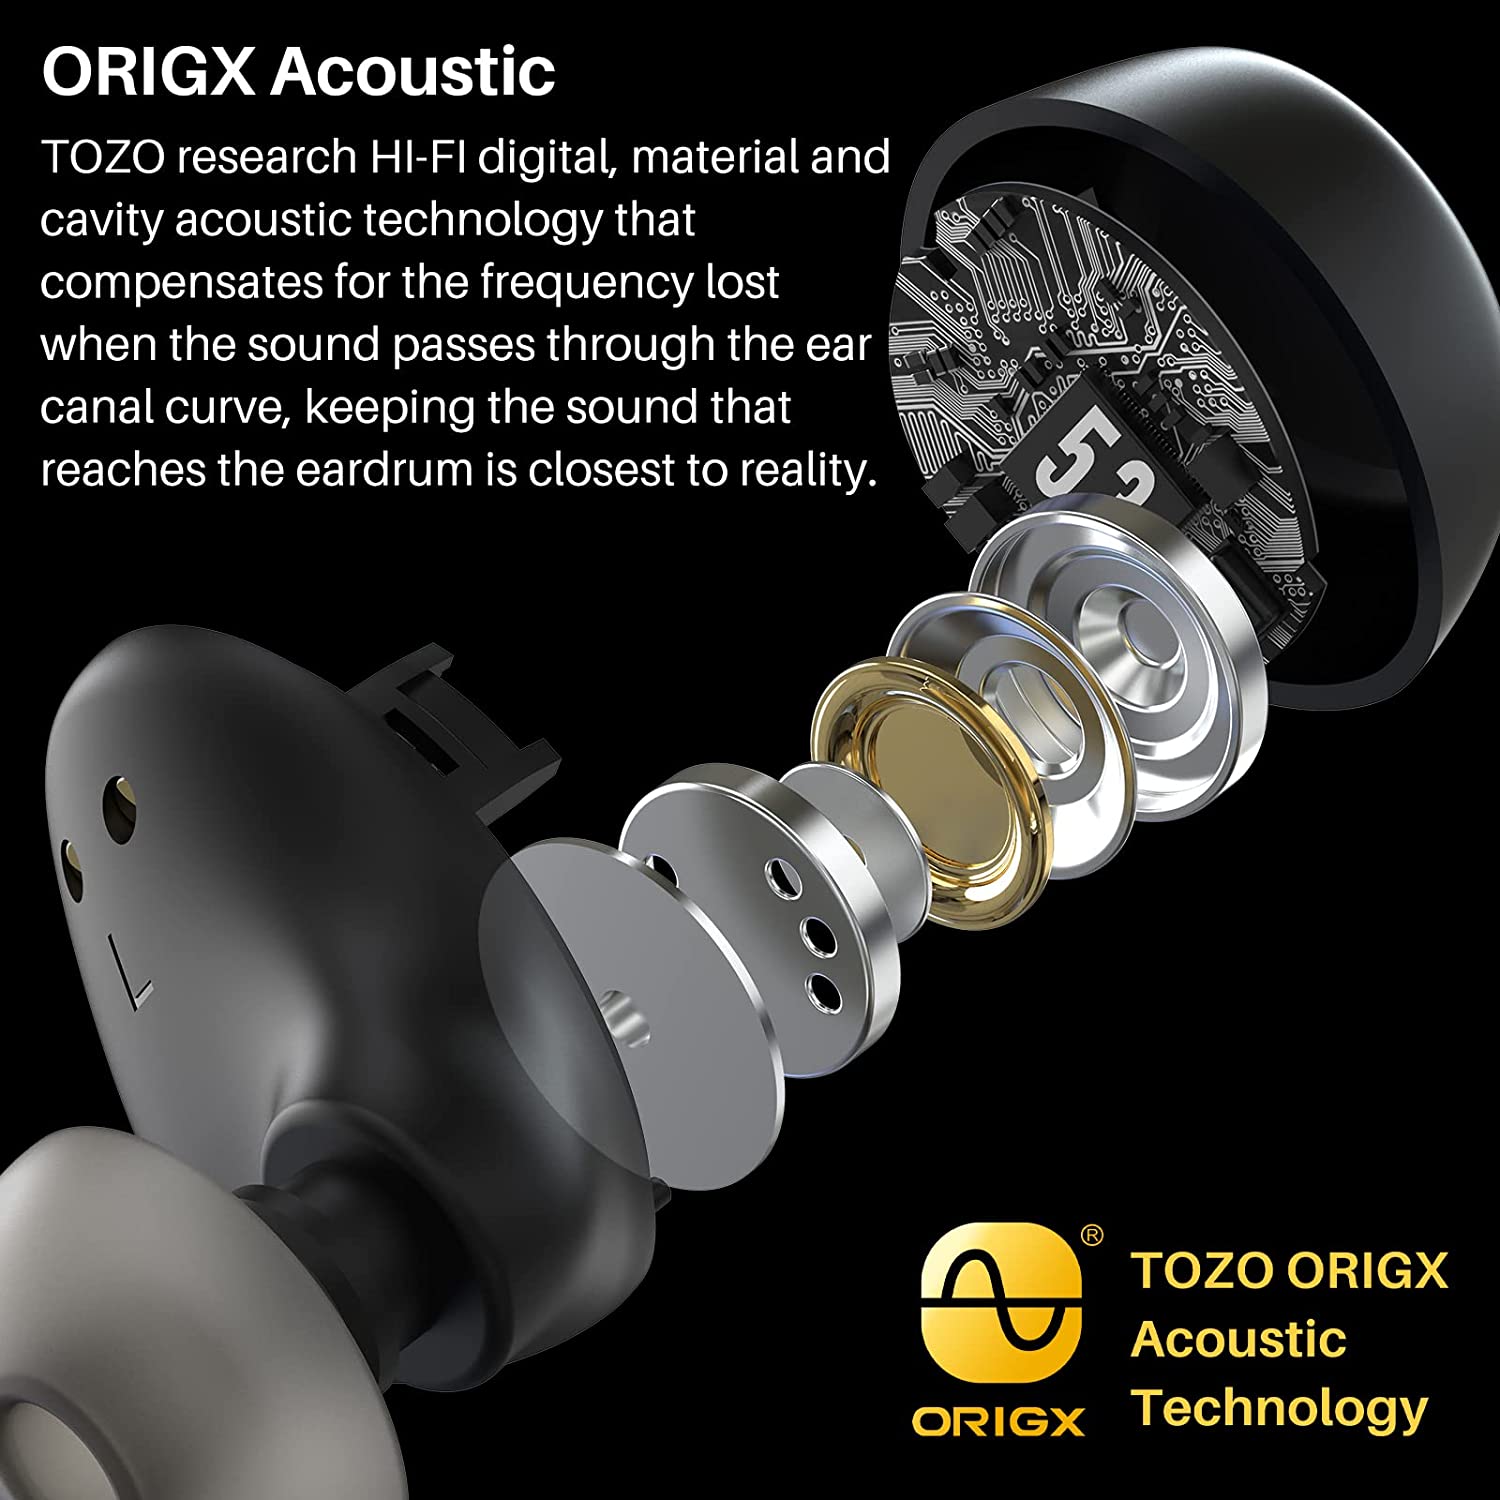 ORIGX Acoustic
TOZO research HI-FI digital, material and
cavity acoustic technology that
compensates for the frequency lost
when the sound passes through the ear
canal curve, keeping the sound that
reaches the eardrum is closest to reality.
5
L
®
ORIGX
TOZO ORIGX
Acoustic
Technology